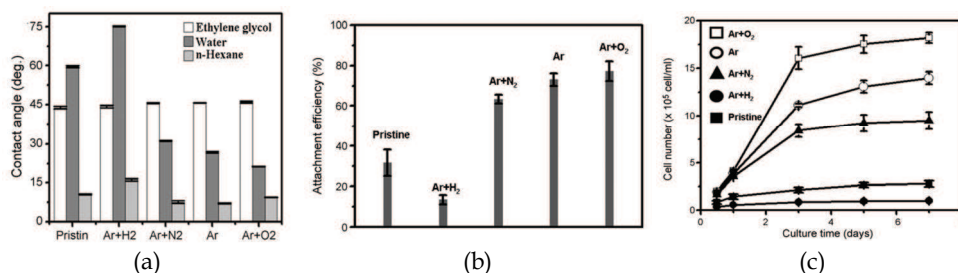 Contact angle (deg.)
75
60
45
30
15
0
Ethylene glycol
Water
n-Hexane
Pristin
Ar+H2
Ar+N2
Ar
Ar+O2
(a)
Attachment efficiency (%)
100
80
60
40
20
0
Pristine
Ar+H2
Ar+N2
Ar
Ar+O2
(b)
Cell number (x 10⁵ cell/ml)
20
15
10
5
0
Ar+O2
Ar
Ar+N2
Ar+H2
Pristine
0
2
4
6
8
Culture time (days)
(c)